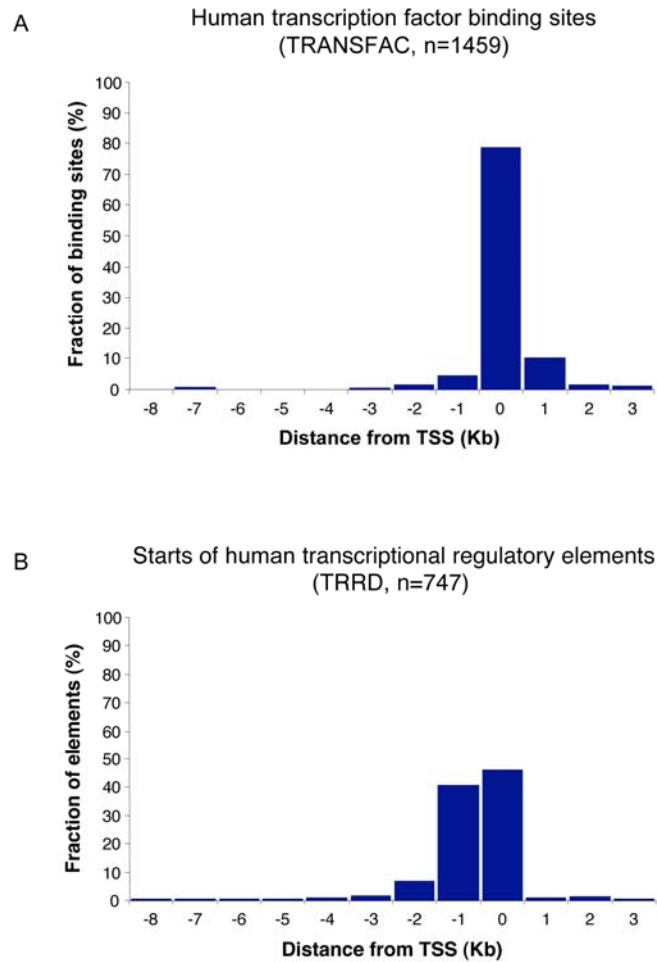 A
Human transcription factor binding sites
(TRANSFAC, n=1459)
Fraction of binding sites (%)
100
90
80
70
60
50
40
30
20
10
0
-8 -7 -6 -5 -4 -3 -2 -1 0 1 2 3
Distance from TSS (Kb)
B
Starts of human transcriptional regulatory elements
(TRRD, n=747)
Fraction of elements (%)
100
90
80
70
60
50
40
30
20
10
0
-8 -7 -6 -5 -4 -3 -2 -1 0 1 2 3
Distance from TSS (Kb)